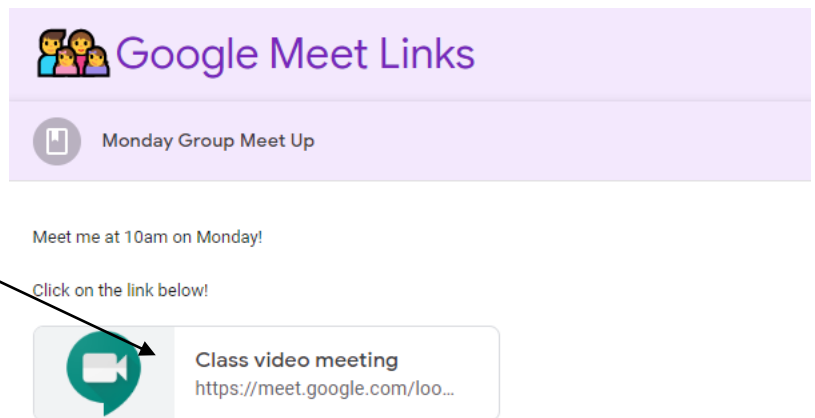 Google Meet Links
Monday Group Meet Up
Meet me at 10am on Monday!
Click on the link below!
Class video meeting
https://meet.google.com/loo...